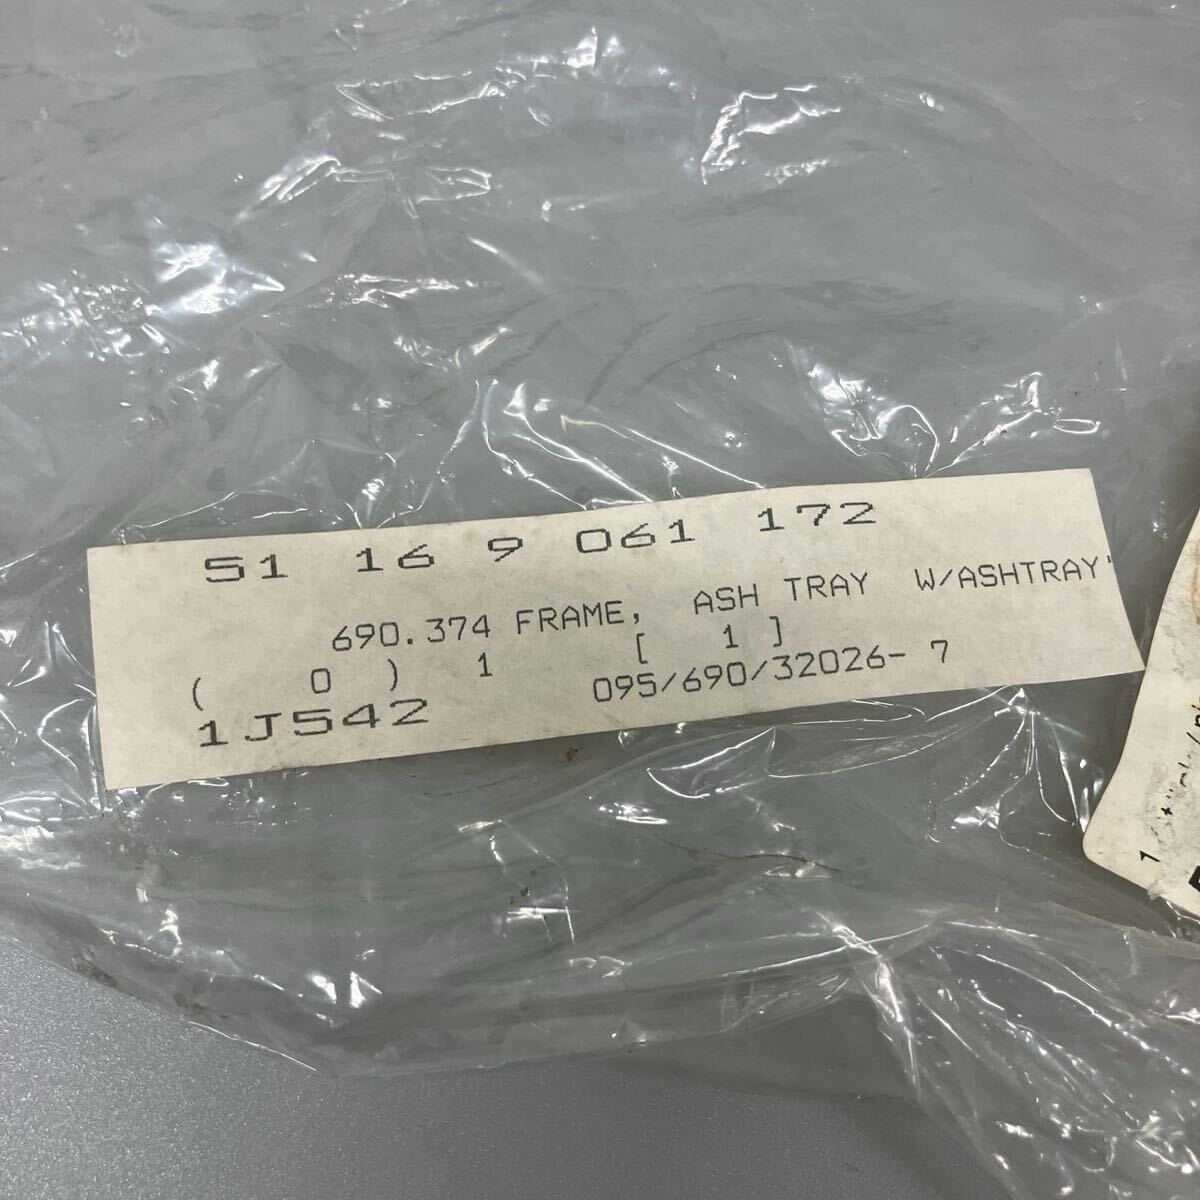 51 16 9 061 172
690.374 FRAME, ASH TRAY W/ASHTRAY'
( 0 ) 1 [ 1 ]
1J542 095/690/32026- 7
1